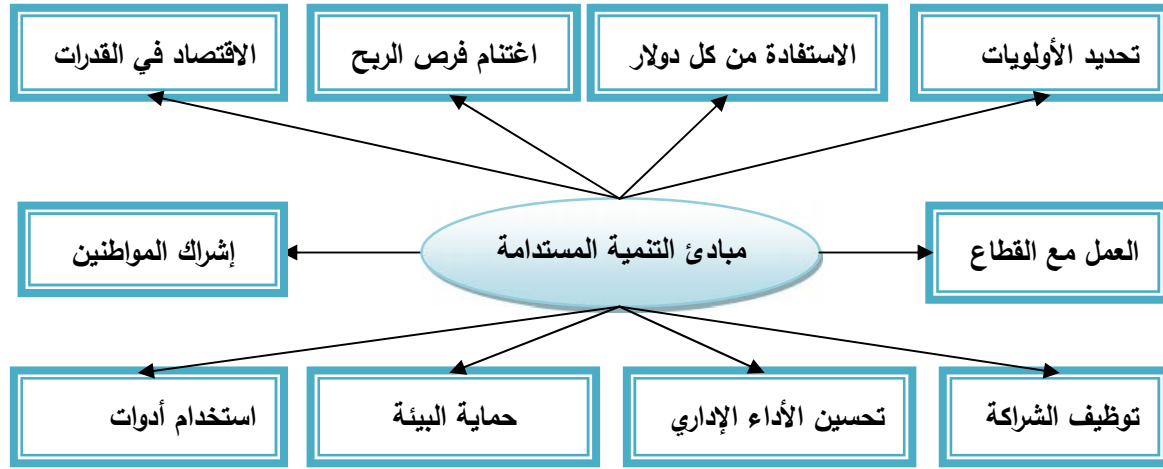 تحديد الأولويات
الاستفادة من كل دولار
اغتنام فرص الربح
الاقتصاد في القدرات
العمل مع القطاع
مبادئ التنمية المستدامة
إشراك المواطنين
توظيف الشراكة
تحسين الأداء الإداري
حماية البيئة
استخدام أدوات